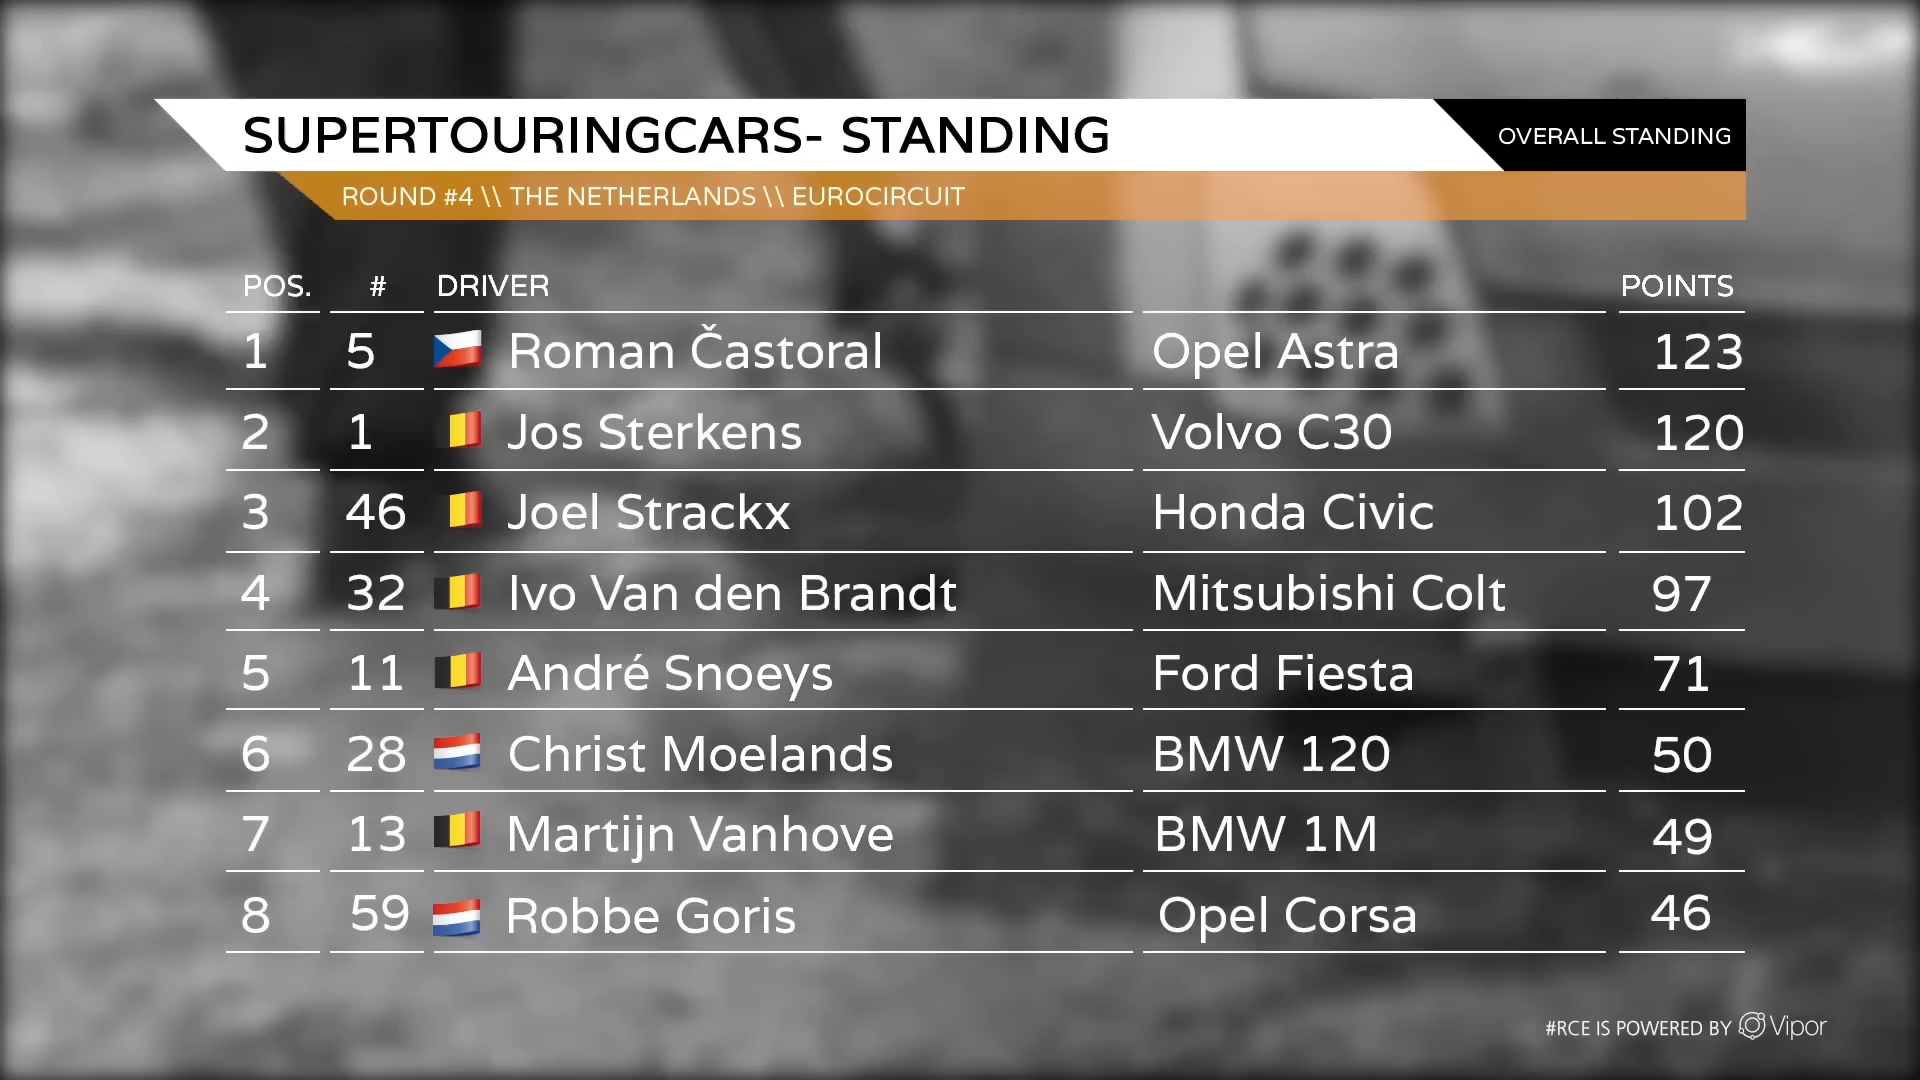 SUPERTOURINGCARS- STANDING
OVERALL STANDING
ROUND #4 \\ THE NETHERLANDS \\ EUROCIRCUIT
POS. # DRIVER POINTS
1 5 Roman Častoral Opel Astra 123
2 1 Jos Sterkens Volvo C30 120
3 46 Joel Strackx Honda Civic 102
4 32 Ivo Van den Brandt Mitsubishi Colt 97
5 11 André Snoeys Ford Fiesta 71
6 28 Christ Moelands BMW 120 50
7 13 Martijn Vanhove BMW 1M 49
8 59 Robbe Goris Opel Corsa 46
#RCE IS POWERED BY Vipor